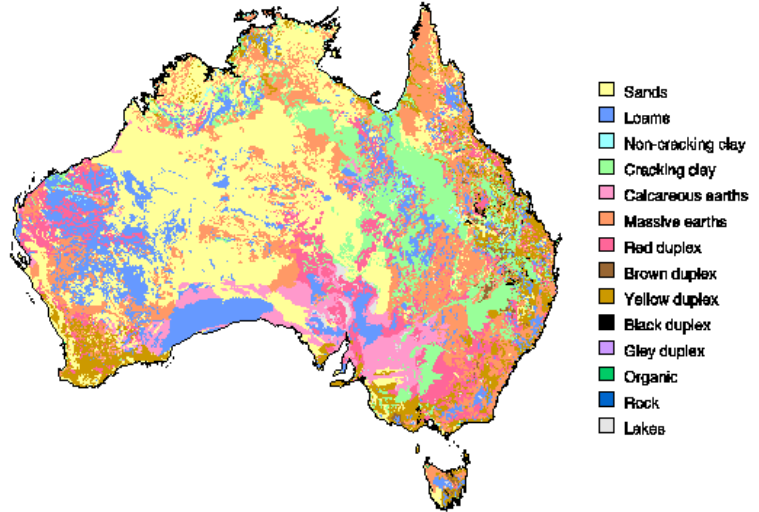 Sands
Loams
Non-cracking clay
Cracking clay
Calcareous earths
Massive earths
Red duplex
Brown duplex
Yellow duplex
Black duplex
Gley duplex
Organic
Rock
Lakes